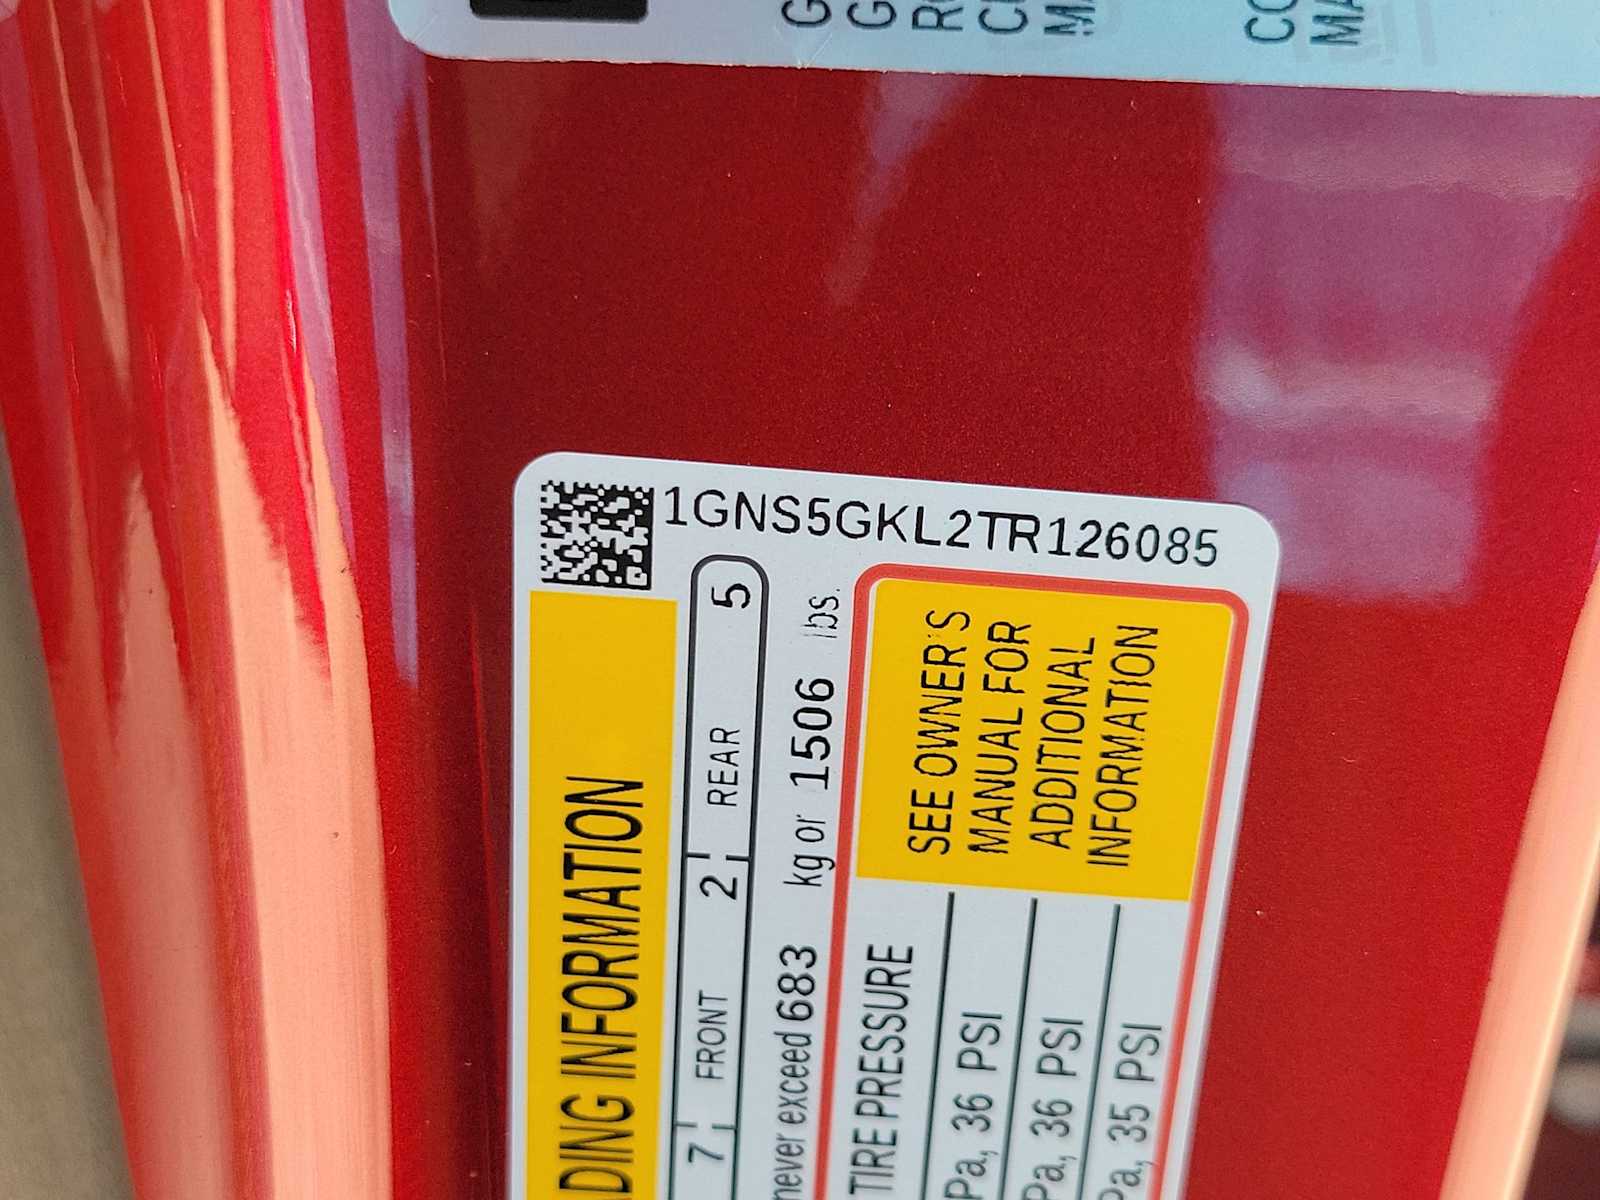 1GNS5GKL2TR126085
DING INFORMATION
7 FRONT 2 REAR 5
never exceed 683 kg or 1506 lbs.
TIRE PRESSURE
Pa, 36 PSI
Pa, 36 PSI
Pa, 35 PSI
SEE OWNER'S
MANUAL FOR
ADDITIONAL
INFORMATION